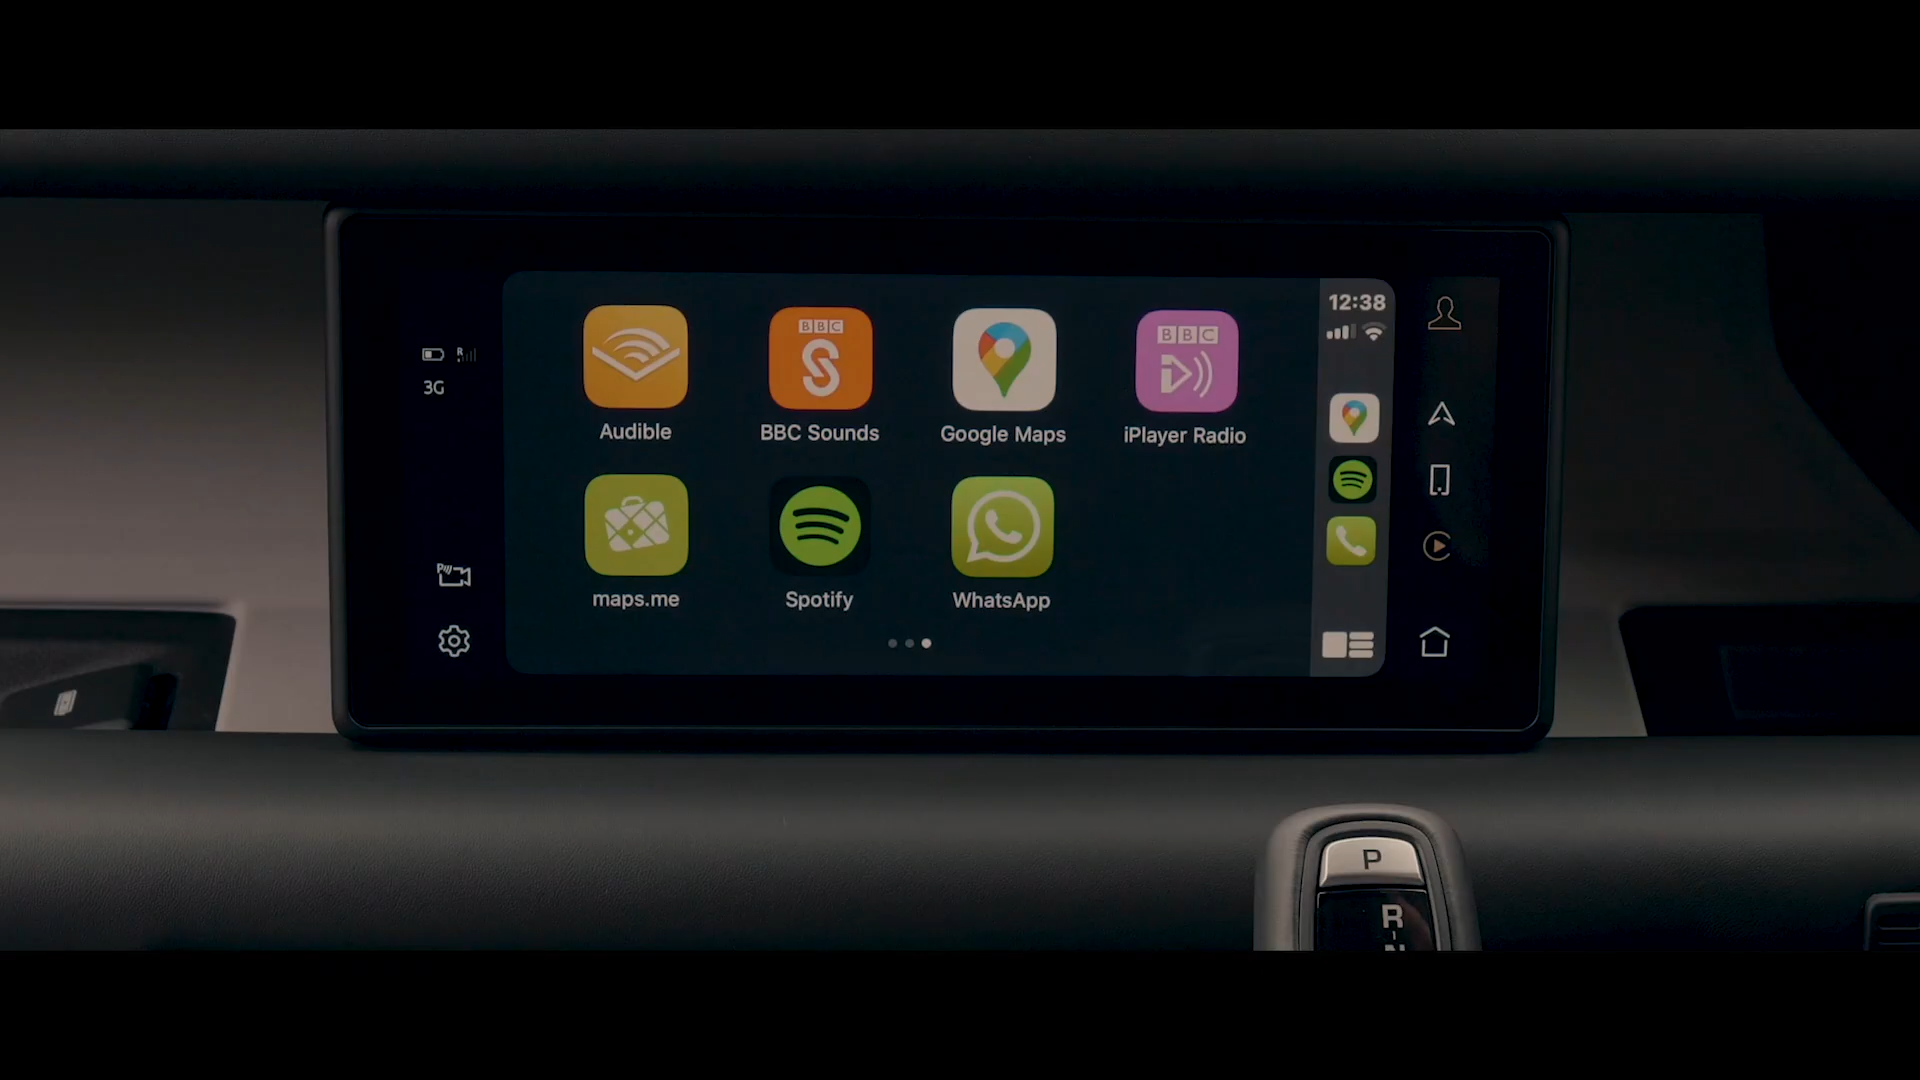 12:38
R
3G
BBC
BBC
Audible
BBC Sounds
Google Maps
iPlayer Radio
maps.me
Spotify
WhatsApp
P
P
R
N